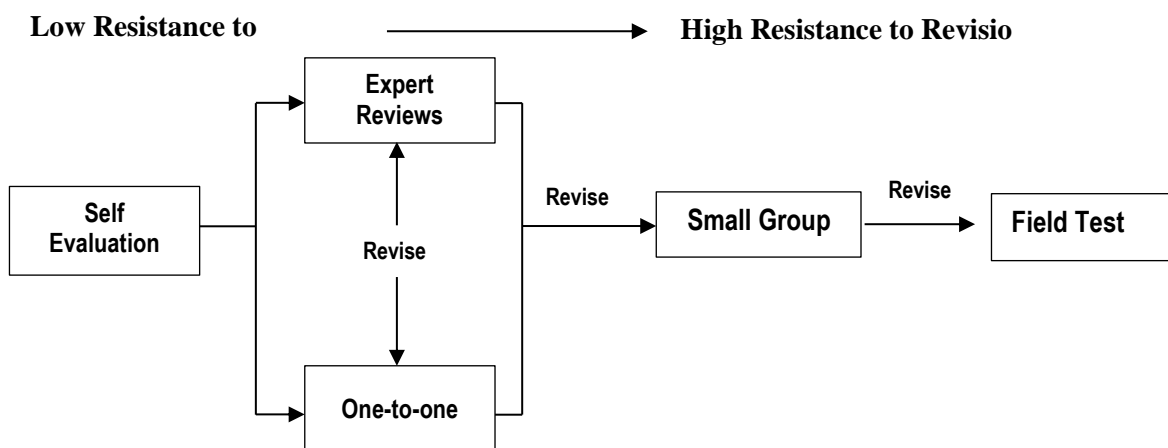 Low Resistance to
High Resistance to Revisio
Expert
Reviews
Self
Evaluation
Revise
One-to-one
Revise
Small Group
Revise
Field Test